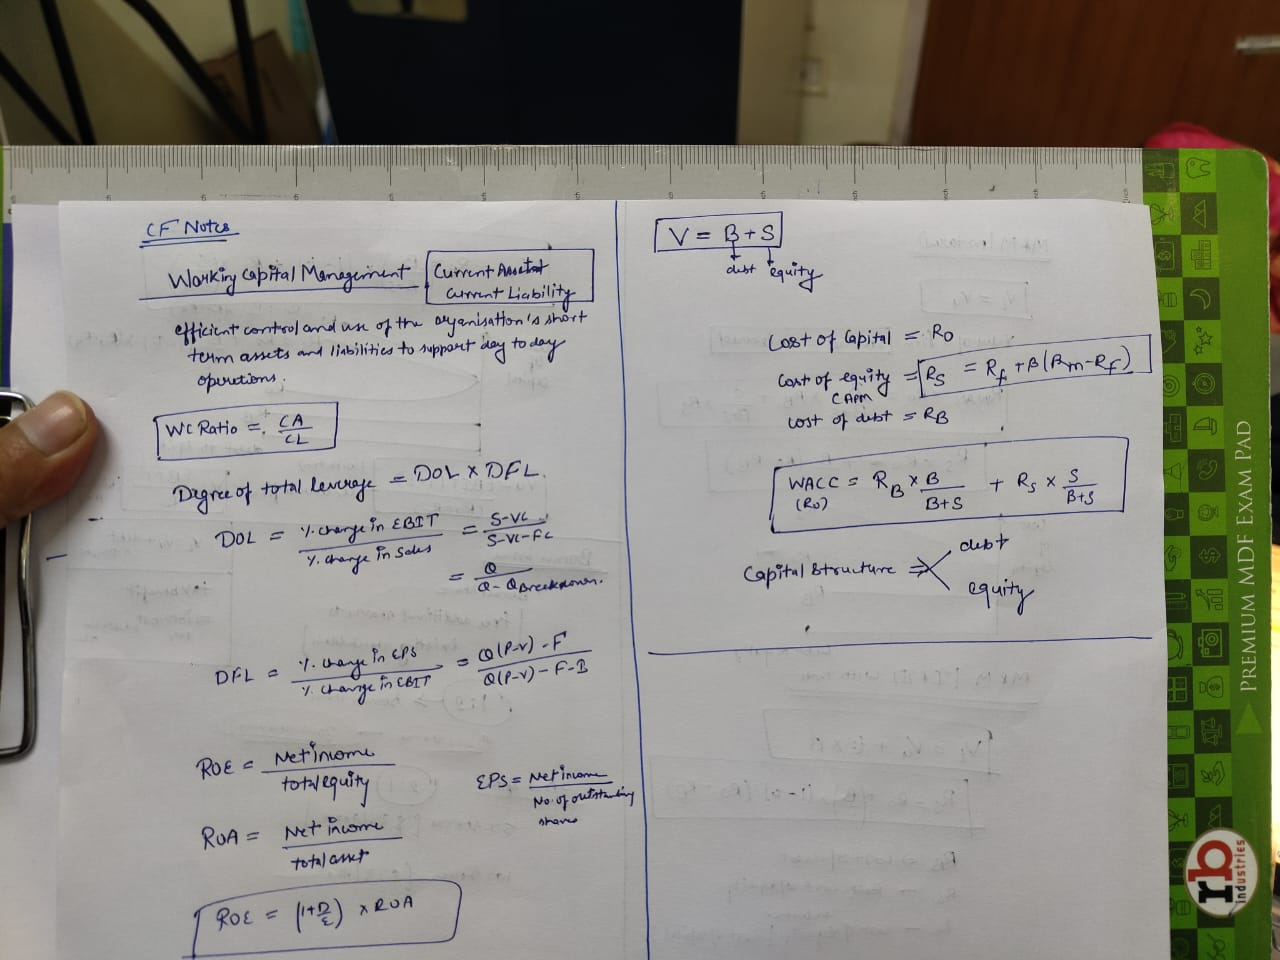 CF Notes
Working Capital Management
Current Asset
Current Liability
efficient control and use of the organisation's short
term assets and liabilities to support day to day
operations.
WC Ratio = CA / CL
Degree of total leverage = DOL × DFL.
DOL = % change in EBIT / % change in Sales = S-VC / S-VC-FC
= Q / Q - Q Breakdown.
DFL = % change in EPS / % change in EBIT = Q(P-V) - F / Q(P-V) - F - I
ROE = Net income / total equity
EPS = Net income / No. of outstanding shares
ROA = Net income / total asset
ROE = (1+D/E) × ROA
V = B + S
debt equity
Cost of Capital = R0
Cost of equity = RS = Rf + β(Rm-Rf)
CAPM
cost of debt = RB
WACC = RB × B / B+S + RS × S / B+S
(R0)
Capital Structure ⇒ debt
equity
PREMIUM MDF EXAM PAD
rb
industries